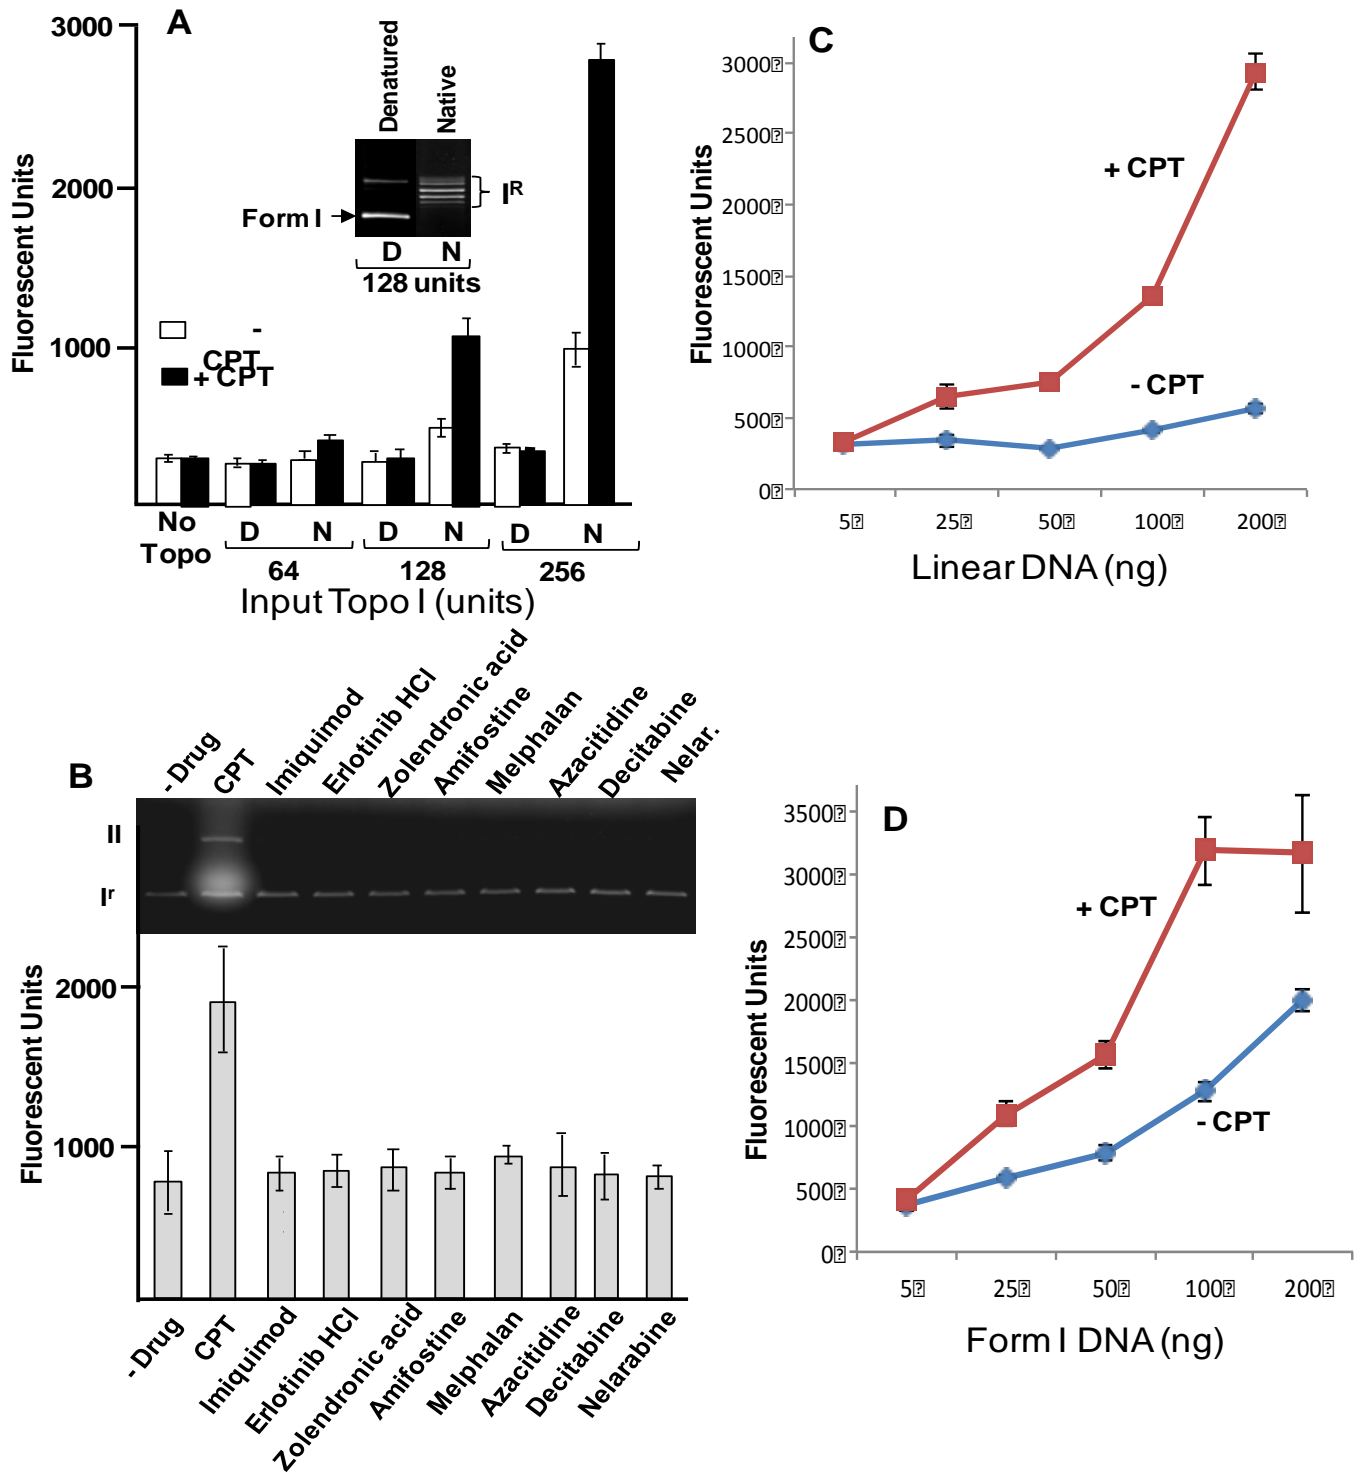 A
3000
2000
1000
Fluorescent Units
Denatured
Native
Form I
I^R
D N
128 units
-
CPT
+ CPT
No
Topo
D N D N D N
64 128 256
Input Topo I (units)
C
3000
2500
2000
1500
1000
500
0
Fluorescent Units
+ CPT
- CPT
5 25 50 100 200
Linear DNA (ng)
B
- Drug
CPT
Imiquimod
Erlotinib HCl
Zolendronic acid
Amifostine
Melphalan
Azacitidine
Decitabine
Nelar.
II
I^r
2000
1000
Fluorescent Units
- Drug
CPT
Imiquimod
Erlotinib HCl
Zolendronic acid
Amifostine
Melphalan
Azacitidine
Decitabine
Nelarabine
D
3500
3000
2500
2000
1500
1000
500
0
Fluorescent Units
+ CPT
- CPT
5 25 50 100 200
Form I DNA (ng)